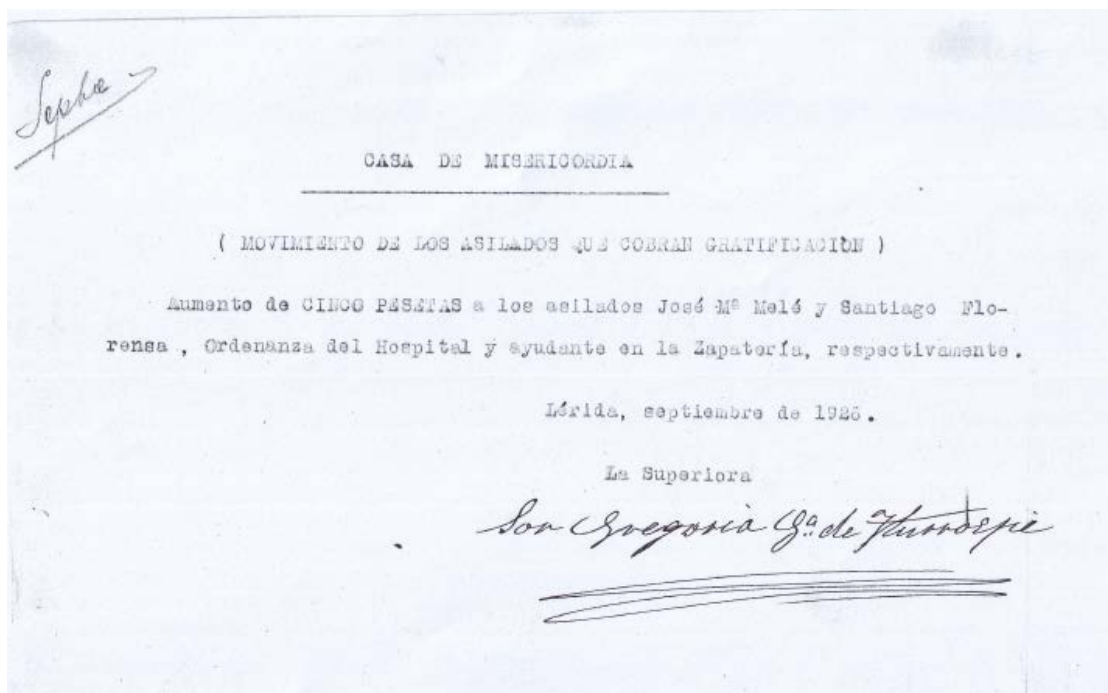 Sepbre
CASA DE MISERICORDIA
( MOVIMIENTO DE LOS ASILADOS QUE COBRAN GRATIFICACIÓN )
Aumento de CINCO PESETAS a los asilados José Mª Melé y Santiago Flo-
rensa , Ordenanza del Hospital y ayudante en la Zapatería, respectivamente.
Lérida, septiembre de 1926.
La Superiora
Sor Gregoria Gª. de